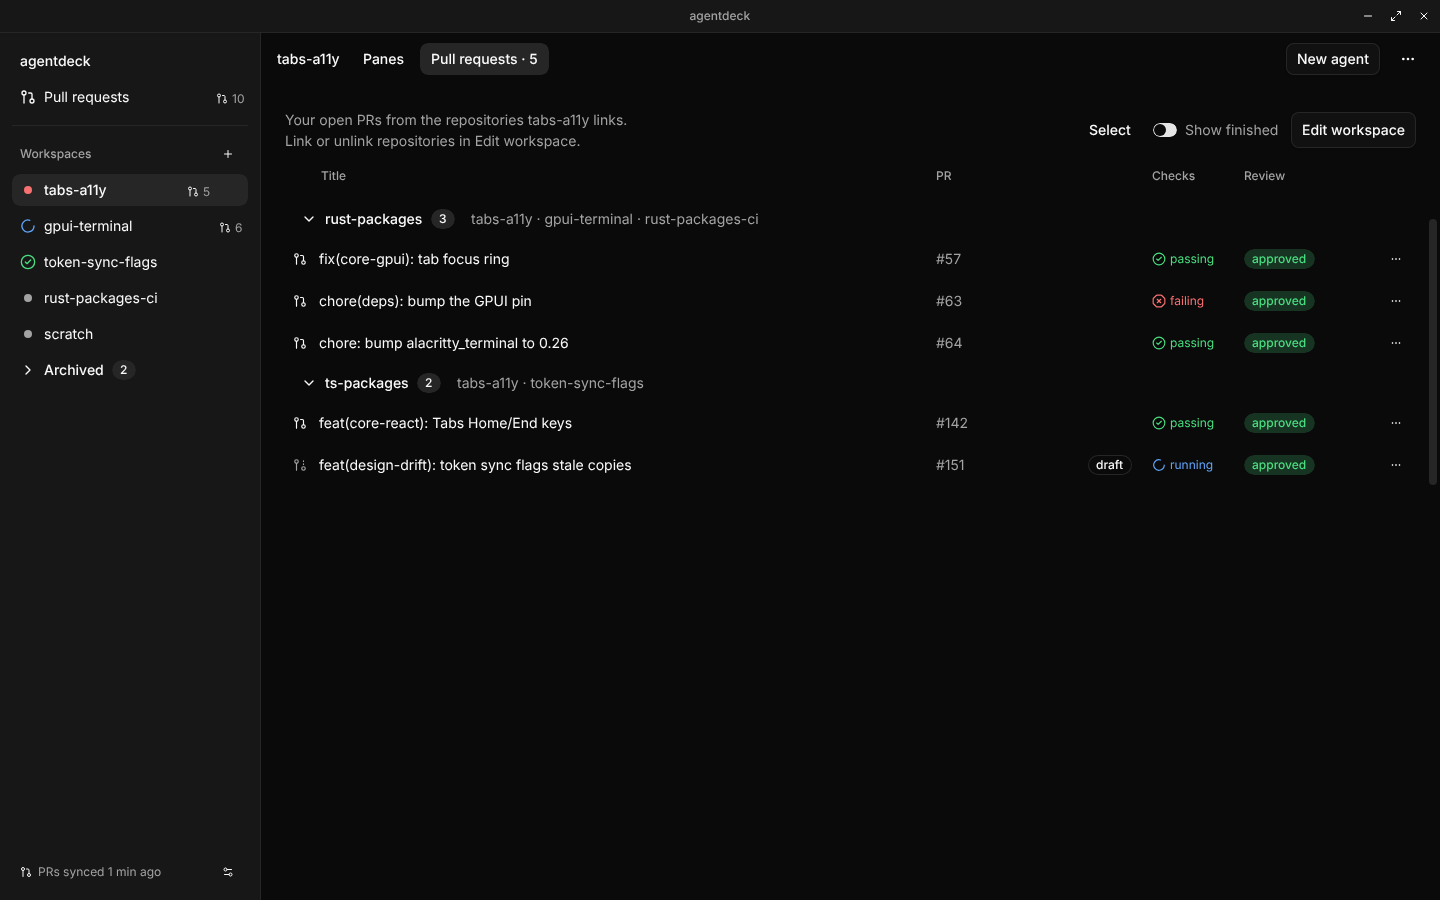 agentdeck
agentdeck
Pull requests 10
Workspaces
tabs-a11y 5
gpui-terminal 6
token-sync-flags
rust-packages-ci
scratch
Archived 2
PRs synced 1 min ago
tabs-a11y Panes Pull requests · 5 New agent
Your open PRs from the repositories tabs-a11y links.
Link or unlink repositories in Edit workspace.
Select Show finished Edit workspace
Title PR Checks Review
rust-packages 3 tabs-a11y · gpui-terminal · rust-packages-ci
fix(core-gpui): tab focus ring #57 passing approved
chore(deps): bump the GPUI pin #63 failing approved
chore: bump alacritty_terminal to 0.26 #64 passing approved
ts-packages 2 tabs-a11y · token-sync-flags
feat(core-react): Tabs Home/End keys #142 passing approved
feat(design-drift): token sync flags stale copies #151 draft running approved